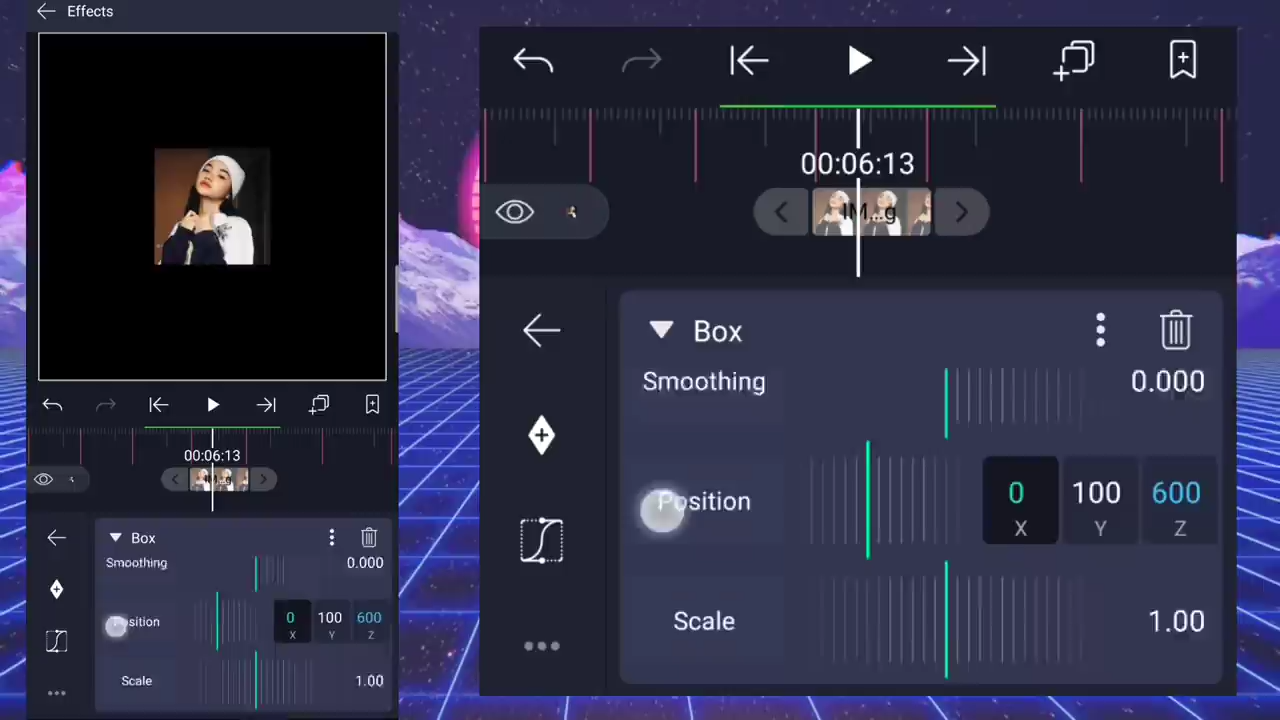 Effects
00:06:13
Box
Smoothing 0.000
Position 0 100 600
X Y Z
Scale 1.00
00:06:13
IM...g
Box
Smoothing 0.000
Position 0 100 600
X Y Z
Scale 1.00